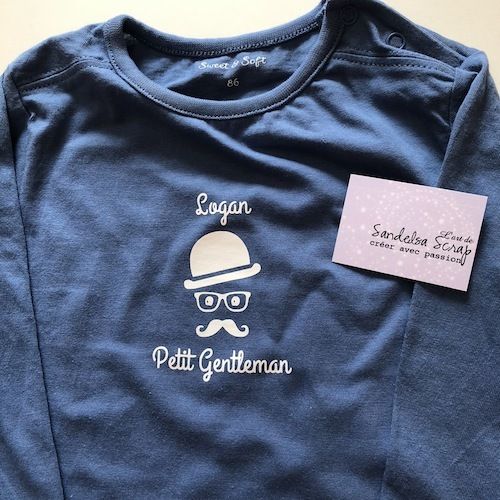 Sweet & Soft
86
Logan
Petit Gentleman
L'art de
Sandelsa Scrap
créer avec passion